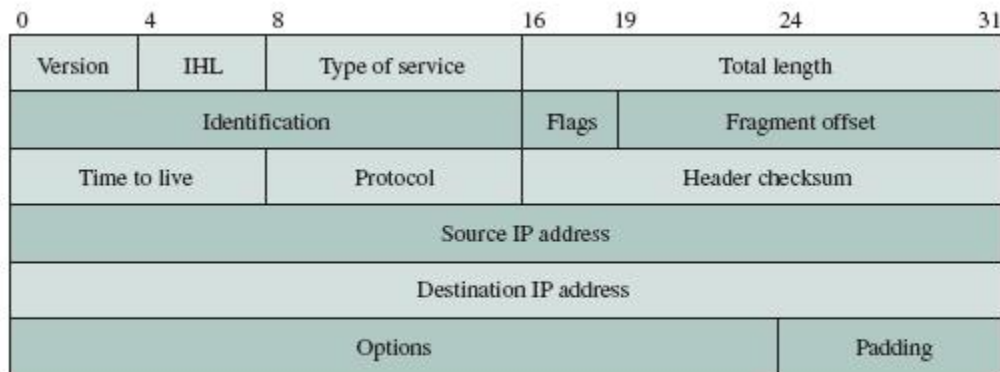 0 4 8 16 19 24 31
Version IHL Type of service Total length
Identification Flags Fragment offset
Time to live Protocol Header checksum
Source IP address
Destination IP address
Options Padding